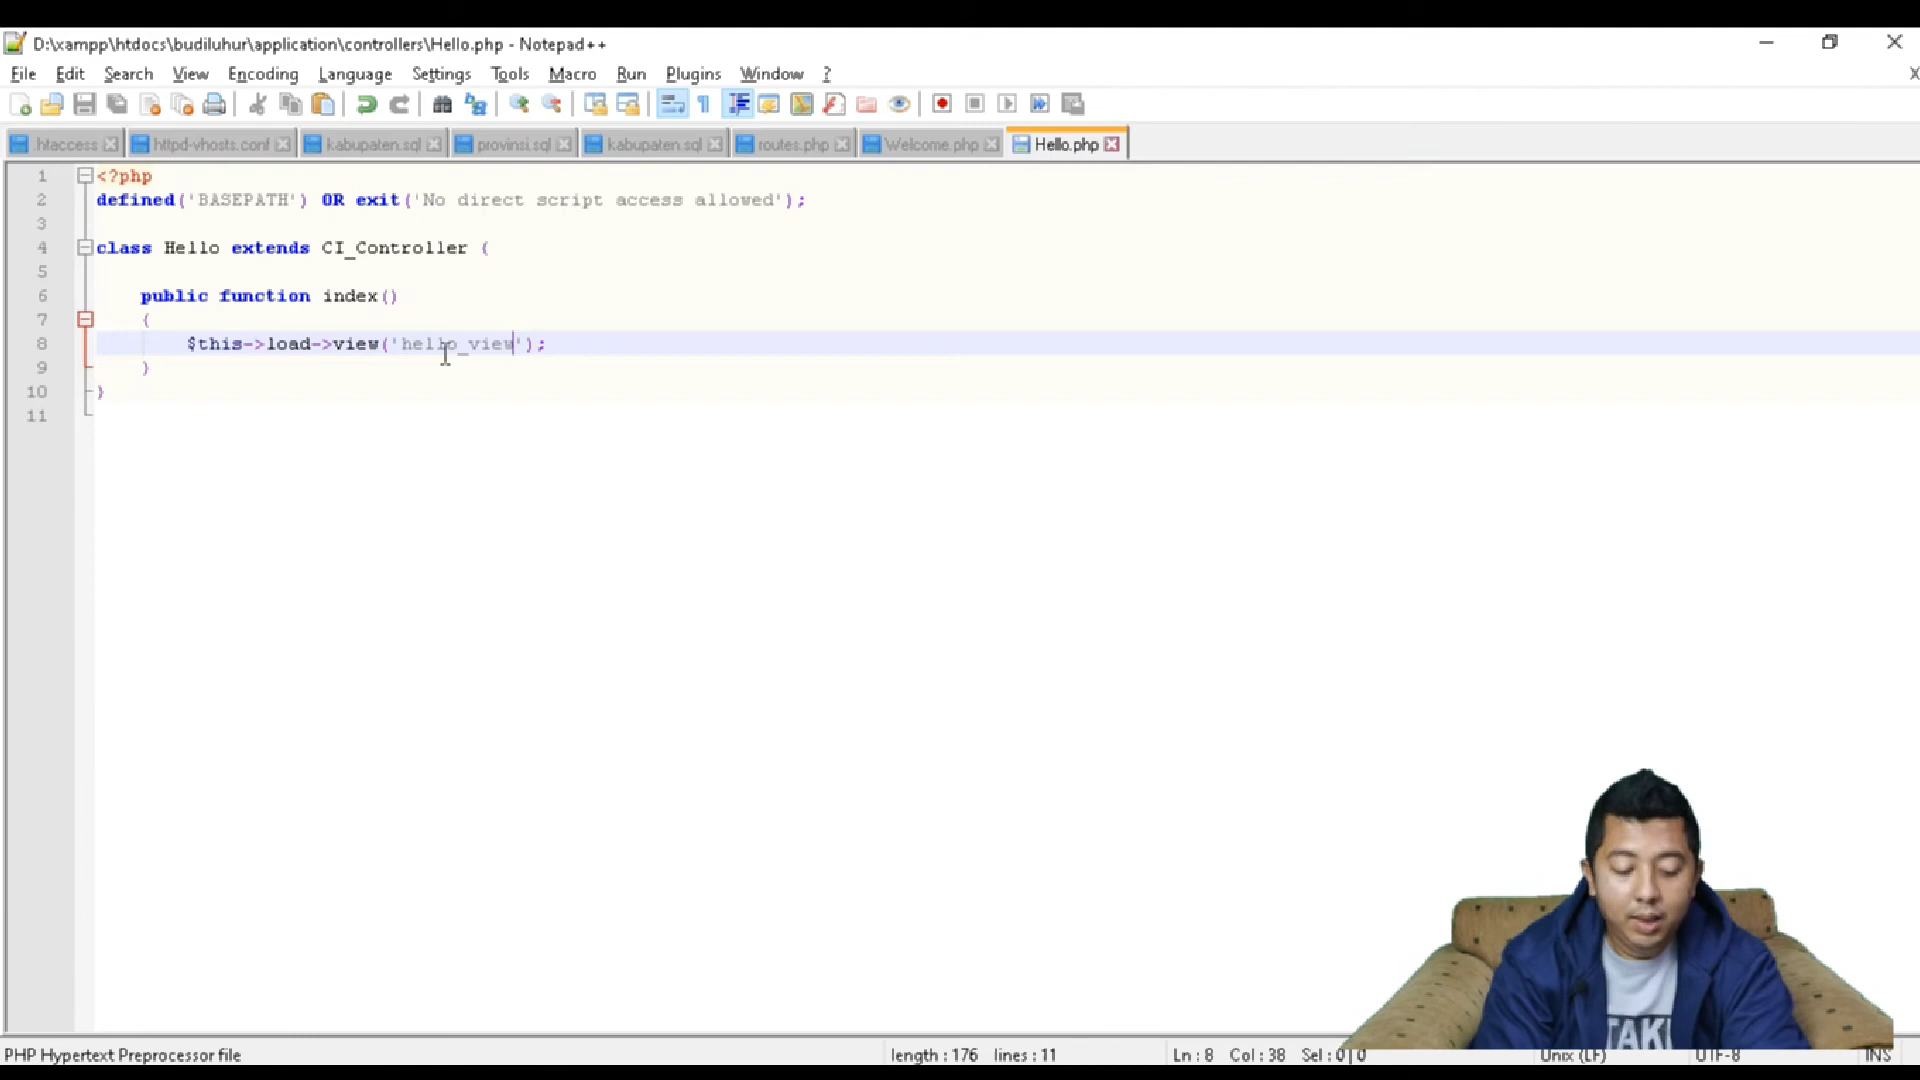 D:\xampp\htdocs\budiluhur\application\controllers\Hello.php - Notepad++
File Edit Search View Encoding Language Settings Tools Macro Run Plugins Window ? X
.htaccess httpd-vhosts.conf kabupaten.sql provinsi.sql kabupaten.sql routes.php Welcome.php Hello.php
1 <?php
2 defined('BASEPATH') OR exit('No direct script access allowed');
3
4 class Hello extends CI_Controller {
5
6 public function index()
7 {
8 $this->load->view('hello_view');
9 }
10 }
11
TAKI
PHP Hypertext Preprocessor file length : 176 lines : 11 Ln : 8 Col : 38 Sel : 0 | 0 Unix (LF) UTF-8 INS